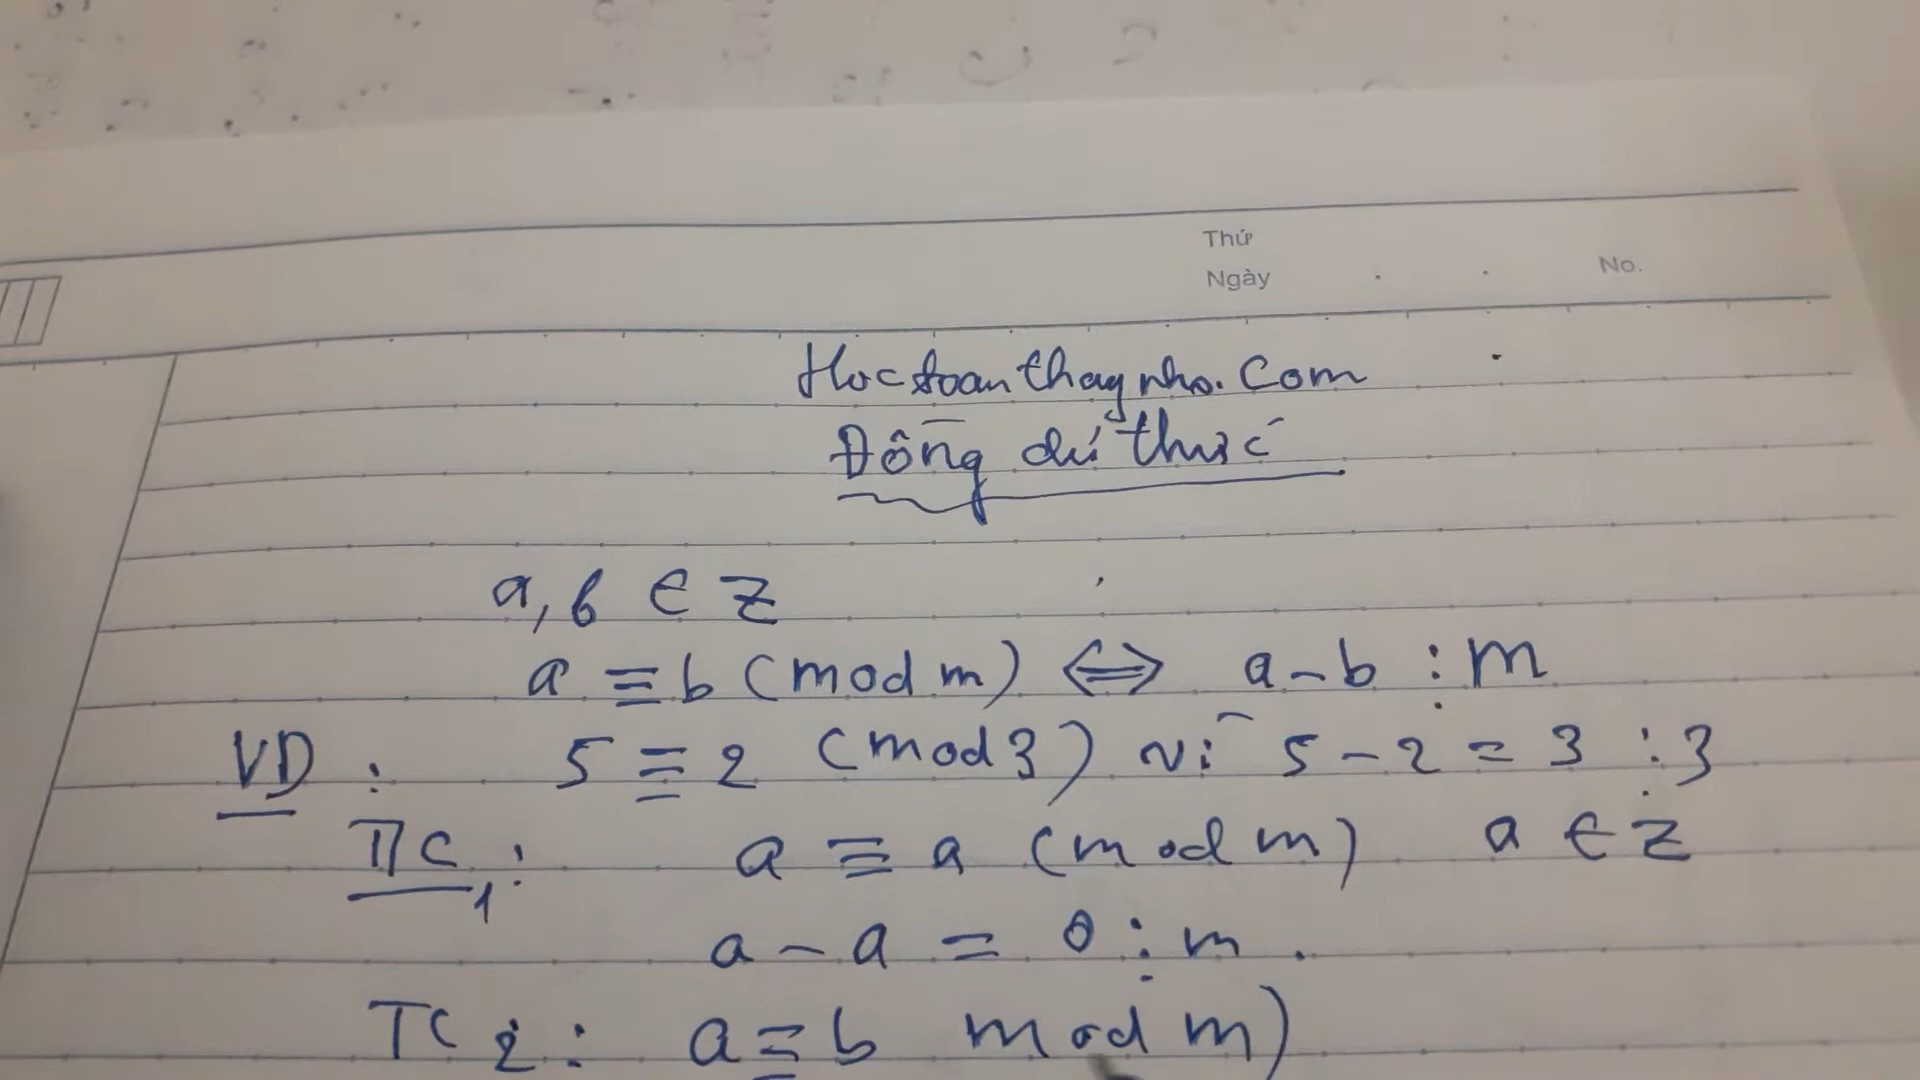 Thứ
Ngày No.
Hoctoanthaynho.com
Đồng dư thức
a, b ∈ Z
a ≡ b (mod m) ⇔ a - b ⋮ m
VD : 5 ≡ 2 (mod 3) vì 5 - 2 = 3 ⋮ 3
TC1 : a ≡ a (mod m) a ∈ Z
a - a = 0 ⋮ m .
TC2 : a ≡ b mod m)